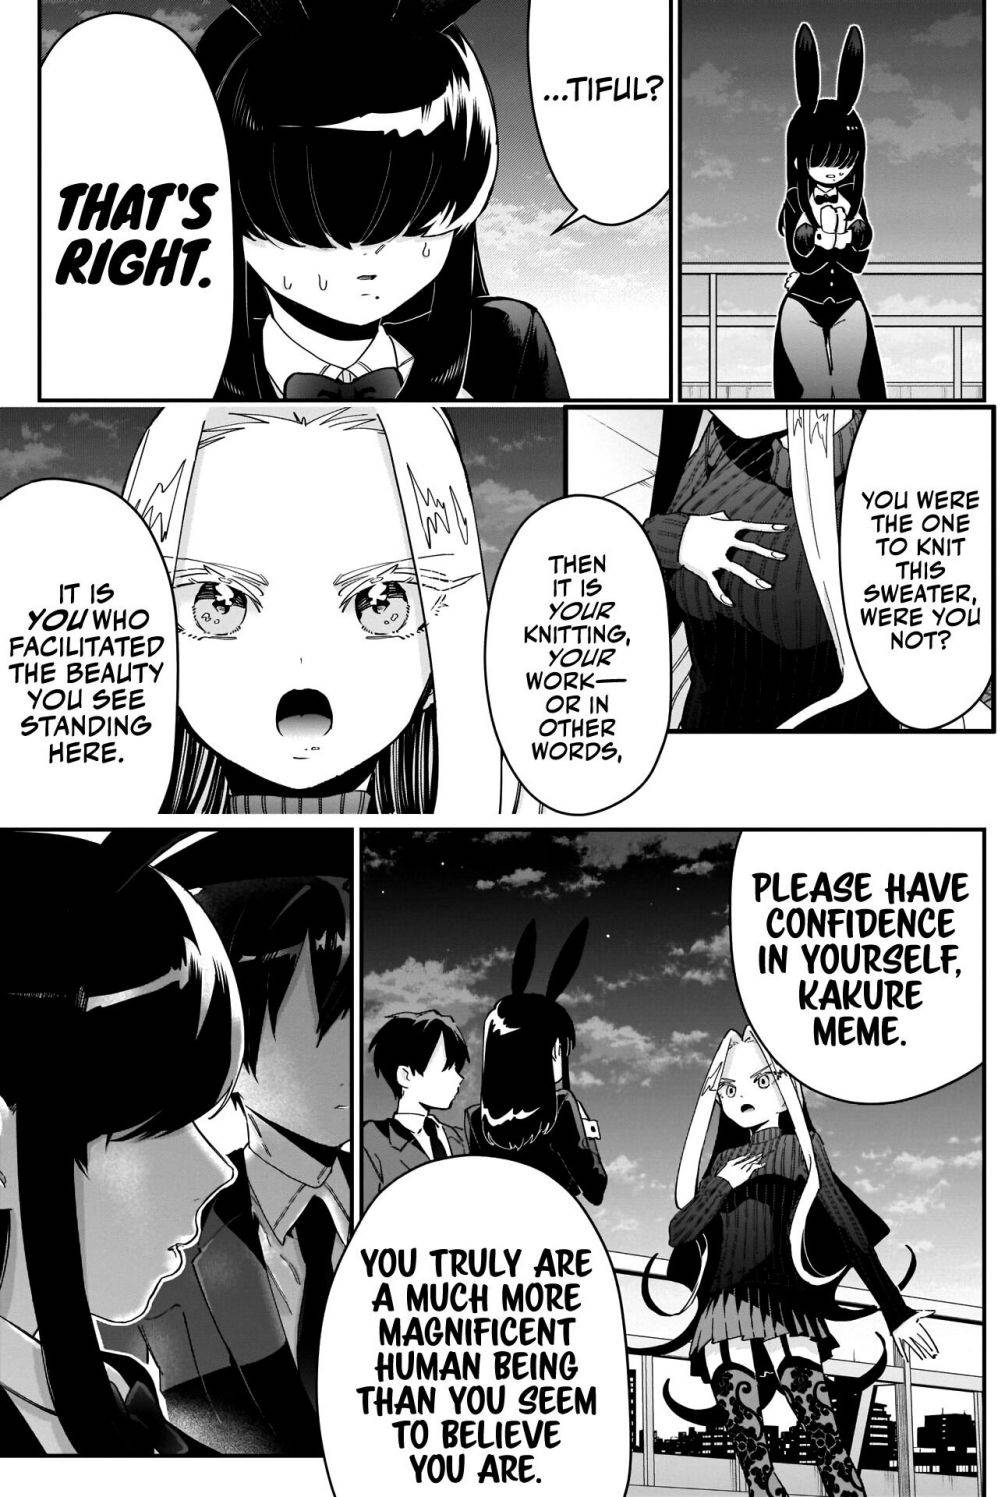 ...TIFUL?
THAT'S
RIGHT.
YOU WERE
THE ONE
TO KNIT
THIS
SWEATER,
WERE YOU
NOT?
THEN
IT IS
YOUR
KNITTING,
YOUR
WORK—
OR IN
OTHER
WORDS,
IT IS
YOU WHO
FACILITATED
THE BEAUTY
YOU SEE
STANDING
HERE.
PLEASE HAVE
CONFIDENCE
IN YOURSELF,
KAKURE
MEME.
YOU TRULY ARE
A MUCH MORE
MAGNIFICENT
HUMAN BEING
THAN YOU SEEM
TO BELIEVE
YOU ARE.